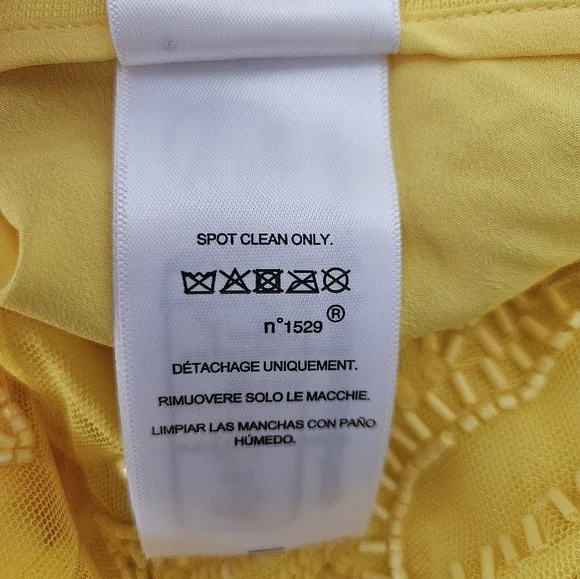 SPOT CLEAN ONLY.
n°1529®
DÉTACHAGE UNIQUEMENT.
RIMUOVERE SOLO LE MACCHIE.
LIMPIAR LAS MANCHAS CON PAÑO
HÚMEDO.